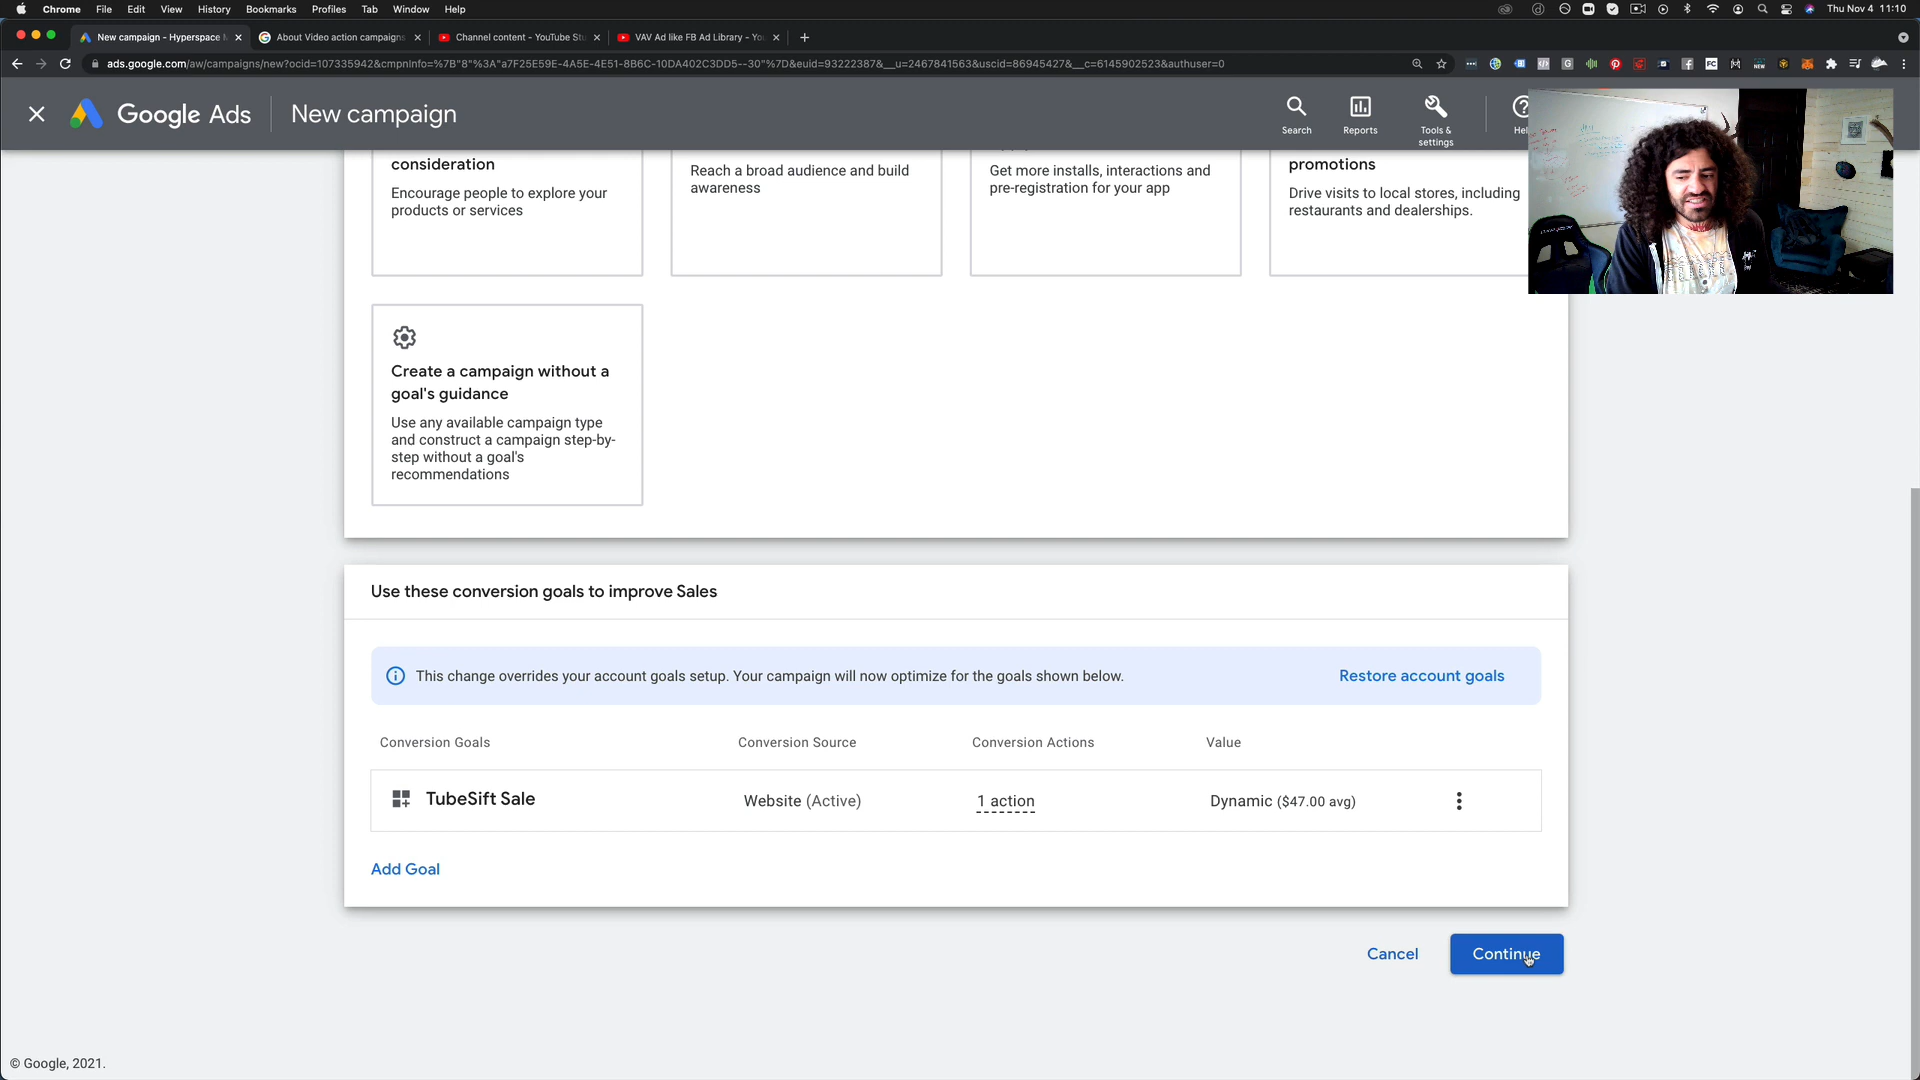 Chrome File Edit View History Bookmarks Profiles Tab Window Help Thu Nov 4 11:10
New campaign - Hyperspace M About Video action campaigns Channel content - YouTube Stu VAV Ad like FB Ad Library - You
ads.google.com/aw/campaigns/new?ocid=107335942&cmpnInfo=%7B"8"%3A"a7F25E59E-4A5E-4E51-8B6C-10DA402C3DD5--30"%7D&euid=93222387&__u=2467841563&uscid=86945427&__c=6145902523&authuser=0
Google Ads New campaign
Search Reports Tools & settings Hel
consideration
Encourage people to explore your
products or services
Reach a broad audience and build
awareness
Get more installs, interactions and
pre-registration for your app
promotions
Drive visits to local stores, including
restaurants and dealerships.
Create a campaign without a
goal's guidance
Use any available campaign type
and construct a campaign step-by-
step without a goal's
recommendations
Use these conversion goals to improve Sales
This change overrides your account goals setup. Your campaign will now optimize for the goals shown below. Restore account goals
Conversion Goals Conversion Source Conversion Actions Value
TubeSift Sale Website (Active) 1 action Dynamic ($47.00 avg)
Add Goal
Cancel Continue
© Google, 2021.